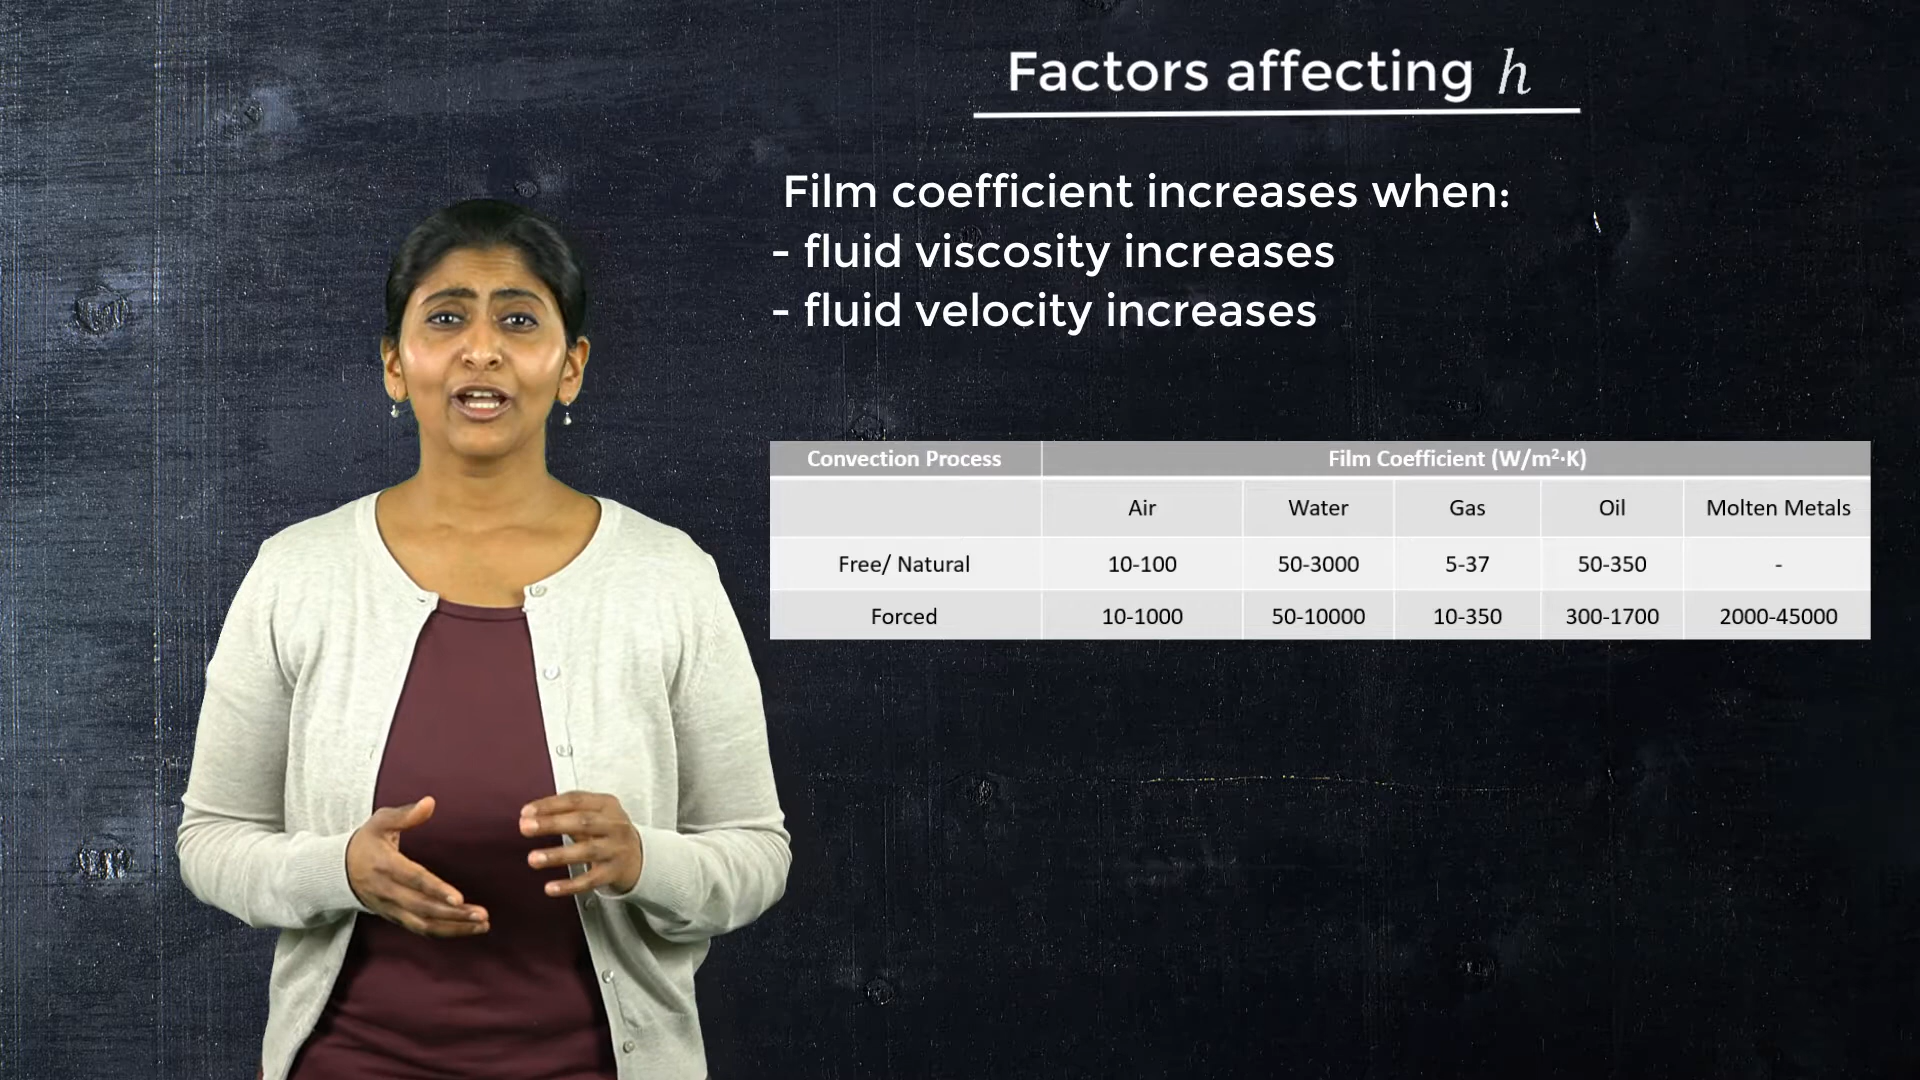 Factors affecting h
Film coefficient increases when:
- fluid viscosity increases
- fluid velocity increases
Convection Process Film Coefficient (W/m²·K)
Air Water Gas Oil Molten Metals
Free/ Natural 10-100 50-3000 5-37 50-350 -
Forced 10-1000 50-10000 10-350 300-1700 2000-45000